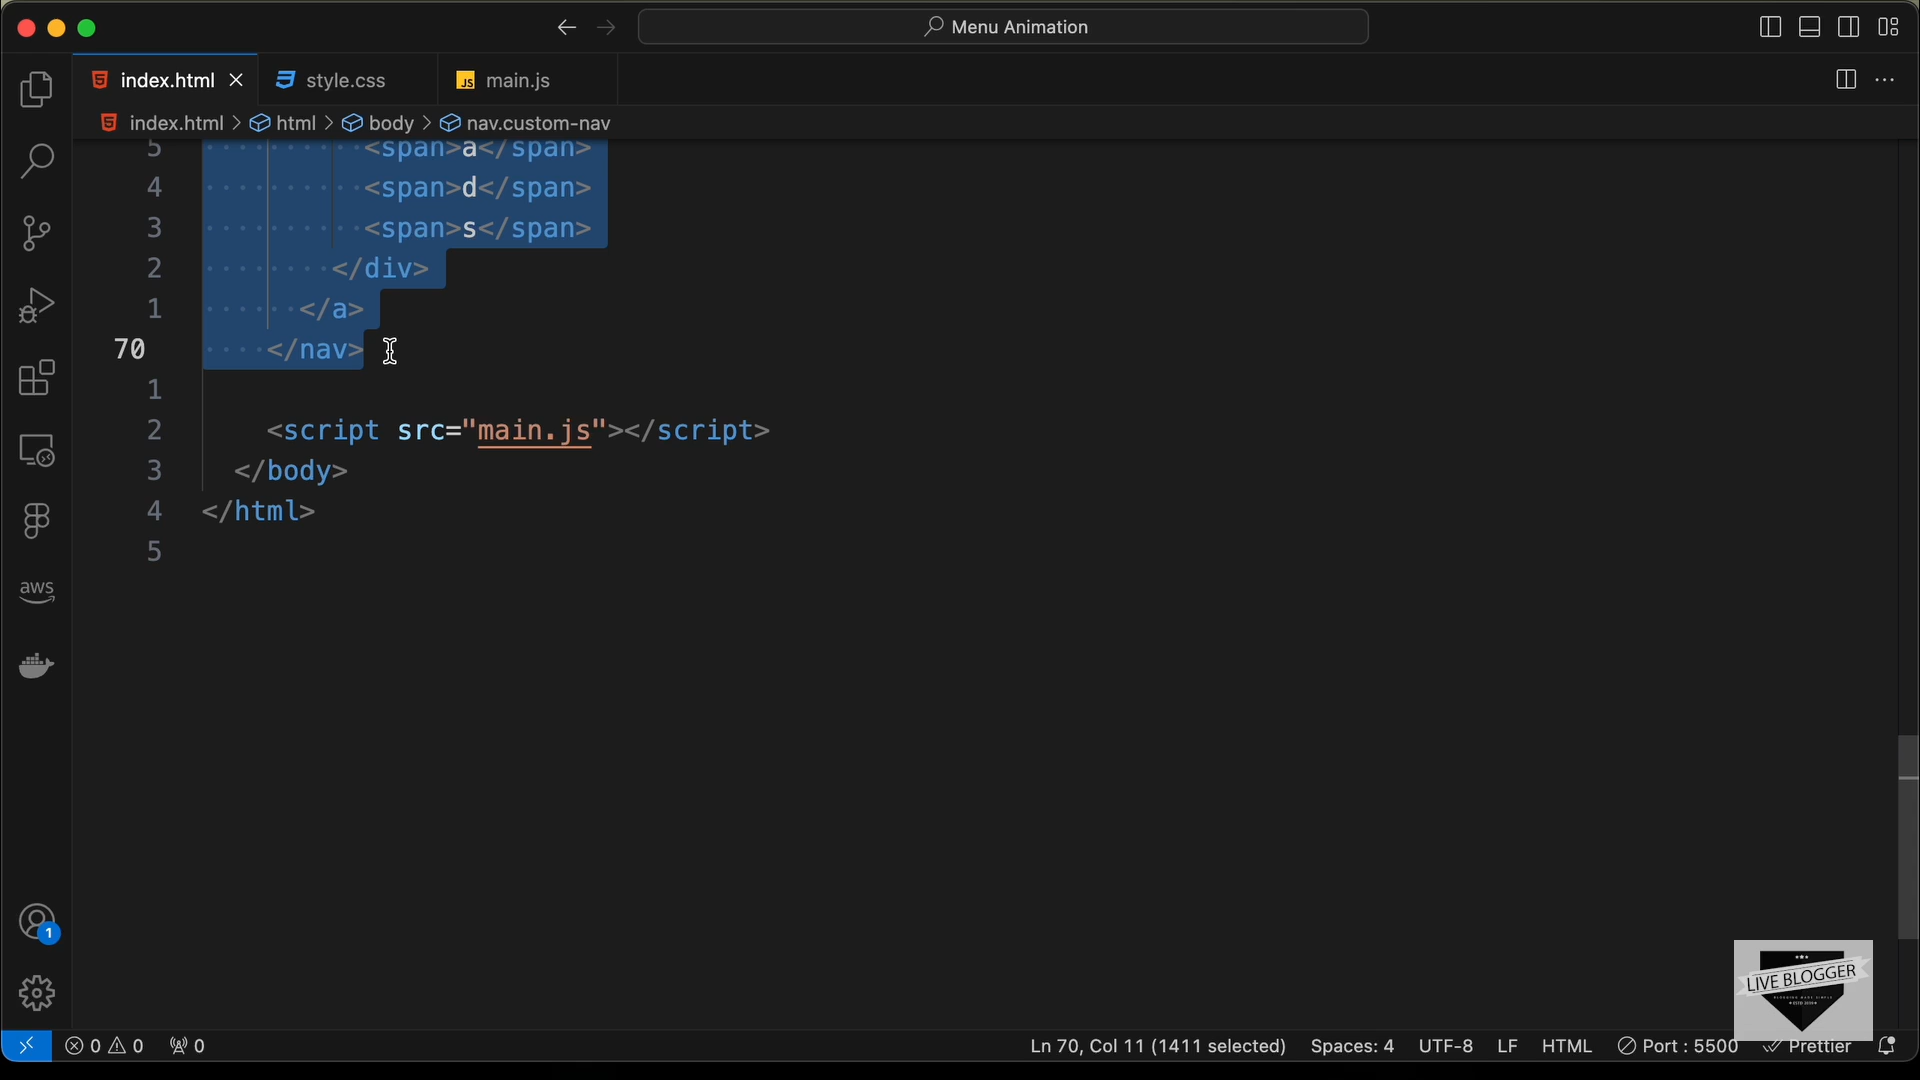 Menu Animation
index.html
style.css
JS main.js
index.html > html > body > nav.custom-nav
5 <span>a</span>
4 <span>d</span>
3 <span>s</span>
2 </div>
1 </a>
70 </nav>
1
2 <script src="main.js"></script>
3 </body>
4 </html>
5
aws
1
LIVE BLOGGER
0 0 0 Ln 70, Col 11 (1411 selected) Spaces: 4 UTF-8 LF HTML Port : 5500 Prettier